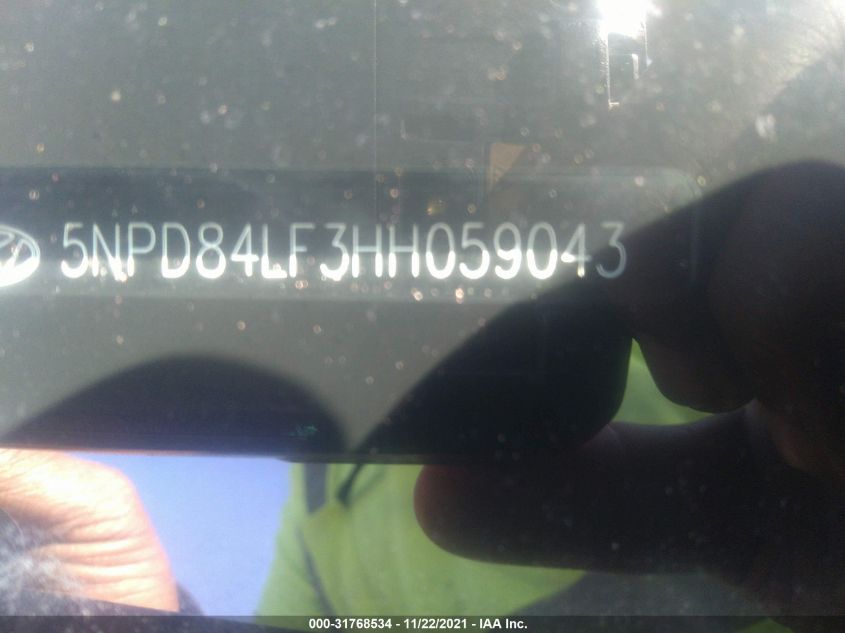 5NPD84LF3HH059043
000-31768534 - 11/22/2021 - IAA Inc.